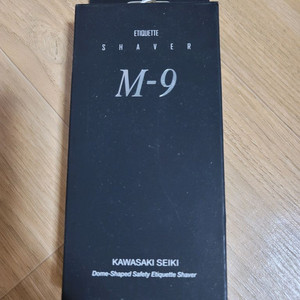 ETIQUETTE
SHAVER
M-9
KAWASAKI SEIKI
Dome-Shaped Safety Etiquette Shaver